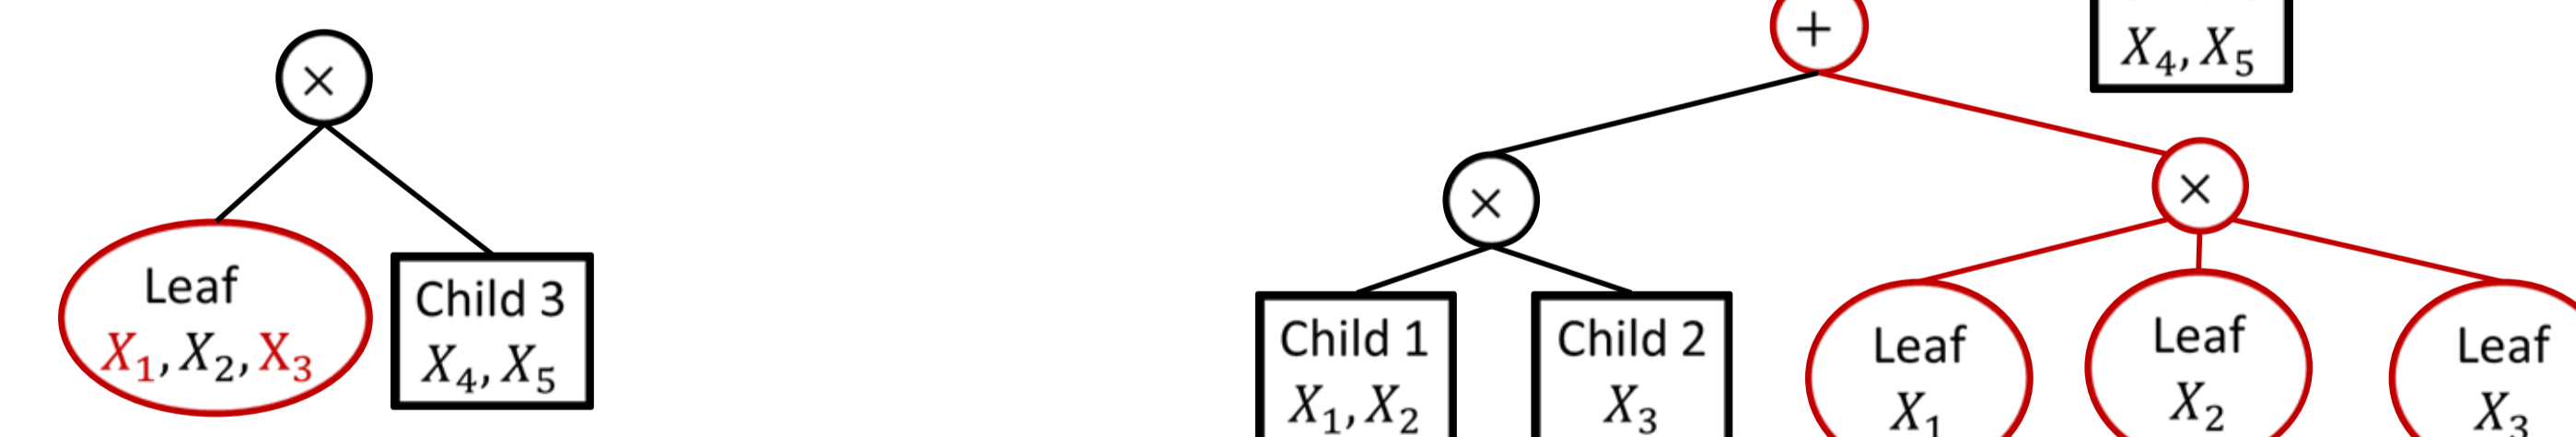 ×
Leaf
X₁, X₂, X₃
Child 3
X₄, X₅
+
X₄, X₅
×
×
Child 1
X₁, X₂
Child 2
X₃
Leaf
X₁
Leaf
X₂
Leaf
X₃